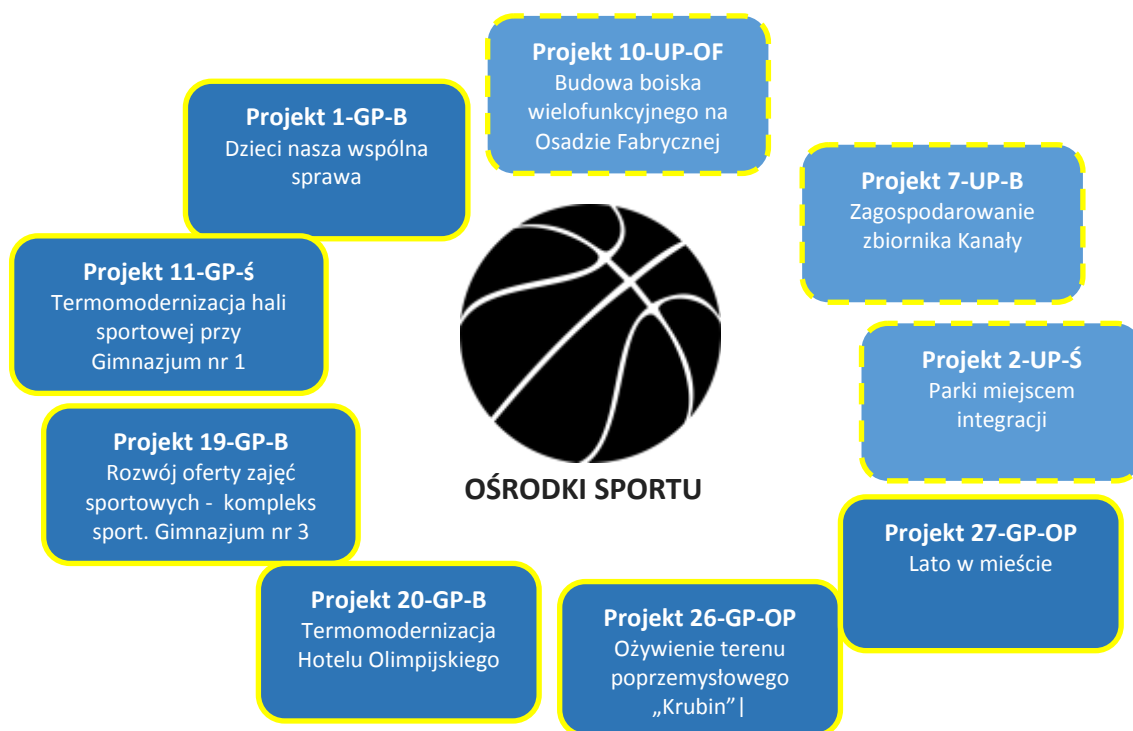 Projekt 10-UP-OF
Budowa boiska
wielofunkcyjnego na
Osadzie Fabrycznej
Projekt 1-GP-B
Dzieci nasza wspólna
sprawa
Projekt 7-UP-B
Zagospodarowanie
zbiornika Kanały
Projekt 11-GP-ś
Termomodernizacja hali
sportowej przy
Gimnazjum nr 1
Projekt 2-UP-Ś
Parki miejscem
integracji
Projekt 19-GP-B
Rozwój oferty zajęć
sportowych - kompleks
sport. Gimnazjum nr 3
OŚRODKI SPORTU
Projekt 27-GP-OP
Lato w mieście
Projekt 20-GP-B
Termomodernizacja
Hotelu Olimpijskiego
Projekt 26-GP-OP
Ożywienie terenu
poprzemysłowego
„Krubin”|